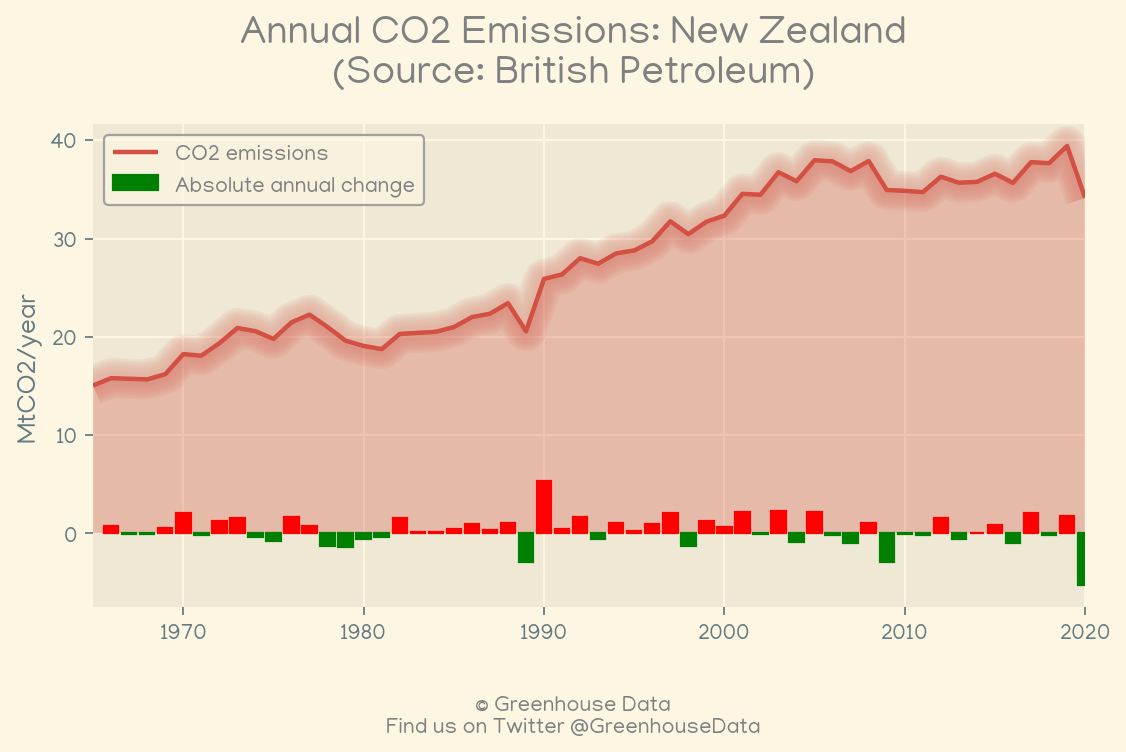 Annual CO2 Emissions: New Zealand
(Source: British Petroleum)
CO2 emissions
Absolute annual change
MtCO2/year
40
30
20
10
0
1970 1980 1990 2000 2010 2020
© Greenhouse Data
Find us on Twitter @GreenhouseData